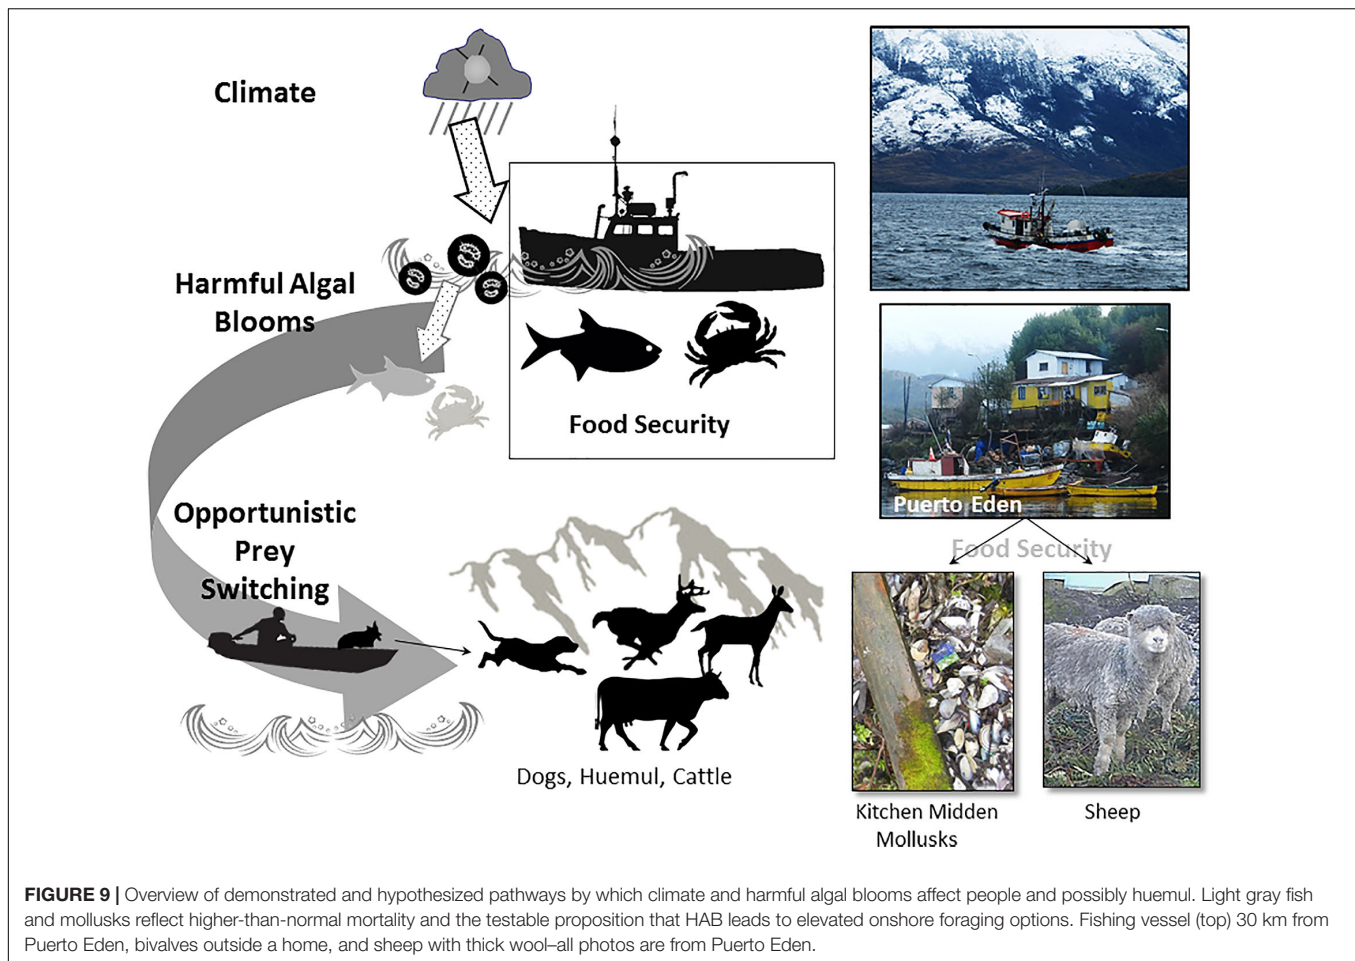 Climate
Harmful Algal
Blooms
Food Security
Opportunistic
Prey
Switching
Dogs, Huemul, Cattle
Puerto Eden
Food Security
Kitchen Midden
Mollusks
Sheep
FIGURE 9 | Overview of demonstrated and hypothesized pathways by which climate and harmful algal blooms affect people and possibly huemul. Light gray fish
and mollusks reflect higher-than-normal mortality and the testable proposition that HAB leads to elevated onshore foraging options. Fishing vessel (top) 30 km from
Puerto Eden, bivalves outside a home, and sheep with thick wool–all photos are from Puerto Eden.